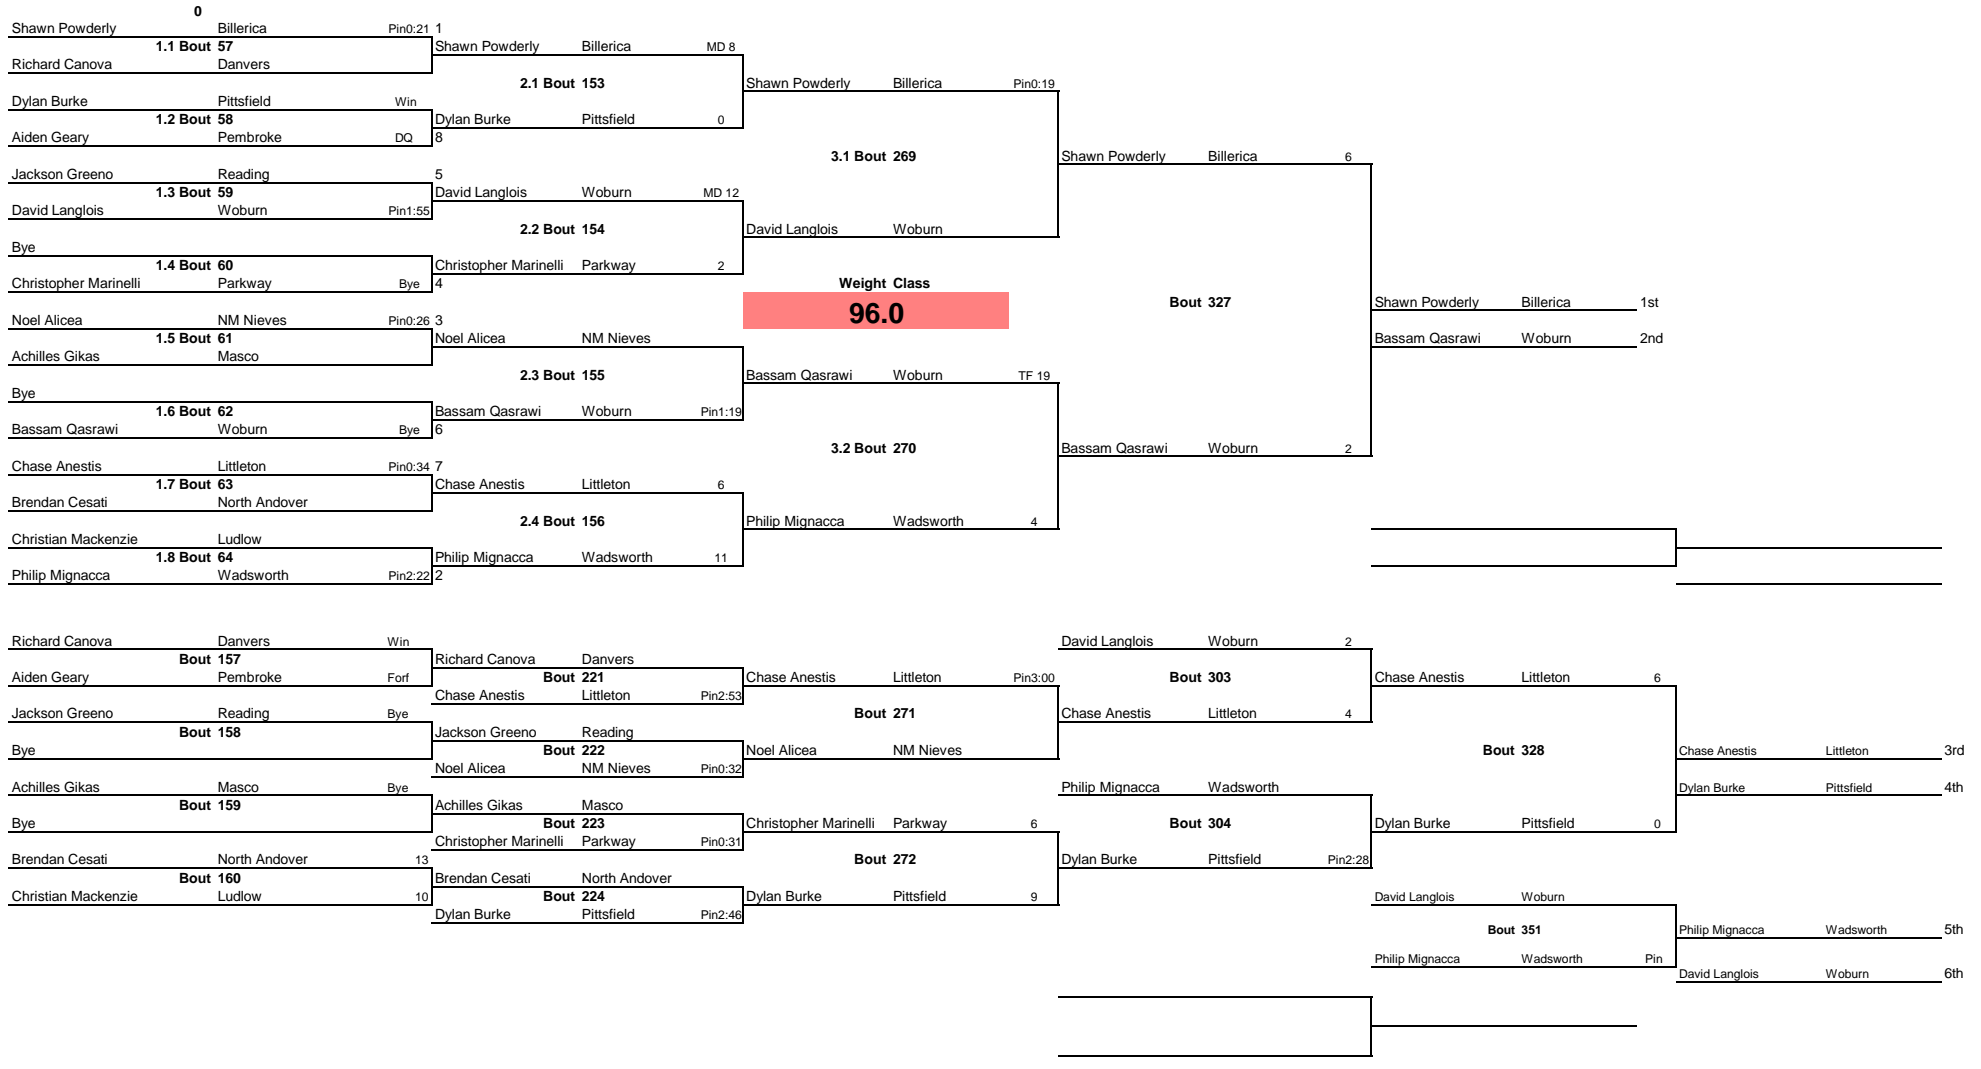 0
Shawn Powderly Billerica Pin0:21 1
1.1 Bout 57 Shawn Powderly Billerica MD 8
Richard Canova Danvers
2.1 Bout 153 Shawn Powderly Billerica Pin0:19
Dylan Burke Pittsfield Win
1.2 Bout 58 Dylan Burke Pittsfield 0
Aiden Geary Pembroke DQ 8
3.1 Bout 269 Shawn Powderly Billerica 6
Jackson Greeno Reading 5
1.3 Bout 59 David Langlois Woburn MD 12
David Langlois Woburn Pin1:55
2.2 Bout 154 David Langlois Woburn
Bye
1.4 Bout 60 Christopher Marinelli Parkway 2
Christopher Marinelli Parkway Bye 4 Weight Class
Bout 327 Shawn Powderly Billerica 1st
96.0
Noel Alicea NM Nieves Pin0:26 3
1.5 Bout 61 Noel Alicea NM Nieves Bassam Qasrawi Woburn 2nd
Achilles Gikas Masco
2.3 Bout 155 Bassam Qasrawi Woburn TF 19
Bye
1.6 Bout 62 Bassam Qasrawi Woburn Pin1:19
Bassam Qasrawi Woburn Bye 6
3.2 Bout 270 Bassam Qasrawi Woburn 2
Chase Anestis Littleton Pin0:34 7
1.7 Bout 63 Chase Anestis Littleton 6
Brendan Cesati North Andover
2.4 Bout 156 Philip Mignacca Wadsworth 4
Christian Mackenzie Ludlow
1.8 Bout 64 Philip Mignacca Wadsworth 11
Philip Mignacca Wadsworth Pin2:22 2
Richard Canova Danvers Win David Langlois Woburn 2
Bout 157 Richard Canova Danvers
Aiden Geary Pembroke Forf Bout 221 Chase Anestis Littleton Pin3:00 Bout 303 Chase Anestis Littleton 6
Chase Anestis Littleton Pin2:53
Jackson Greeno Reading Bye Bout 271 Chase Anestis Littleton 4
Bout 158 Jackson Greeno Reading
Bye Bout 222 Noel Alicea NM Nieves Bout 328 Chase Anestis Littleton 3rd
Noel Alicea NM Nieves Pin0:32
Achilles Gikas Masco Bye Philip Mignacca Wadsworth Dylan Burke Pittsfield 4th
Bout 159 Achilles Gikas Masco
Bye Bout 223 Christopher Marinelli Parkway 6 Bout 304 Dylan Burke Pittsfield 0
Christopher Marinelli Parkway Pin0:31
Brendan Cesati North Andover 13 Bout 272 Dylan Burke Pittsfield Pin2:28
Bout 160 Brendan Cesati North Andover
Christian Mackenzie Ludlow 10 Bout 224 Dylan Burke Pittsfield 9 David Langlois Woburn
Dylan Burke Pittsfield Pin2:46
Bout 351 Philip Mignacca Wadsworth 5th
Philip Mignacca Wadsworth Pin
David Langlois Woburn 6th